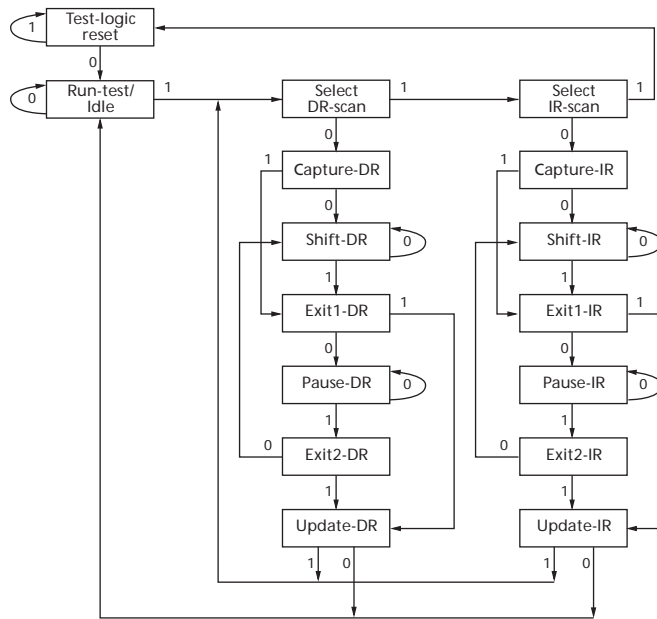 Test-logic
reset
1
0
Run-test/
Idle
0
1
Select
DR-scan
1
Select
IR-scan
1
0
0
1
Capture-DR
1
Capture-IR
0
0
Shift-DR
0
Shift-IR
0
1
1
Exit1-DR
1
Exit1-IR
1
0
0
Pause-DR
0
Pause-IR
0
1
1
0
Exit2-DR
0
Exit2-IR
1
1
Update-DR
Update-IR
1
0
1
0